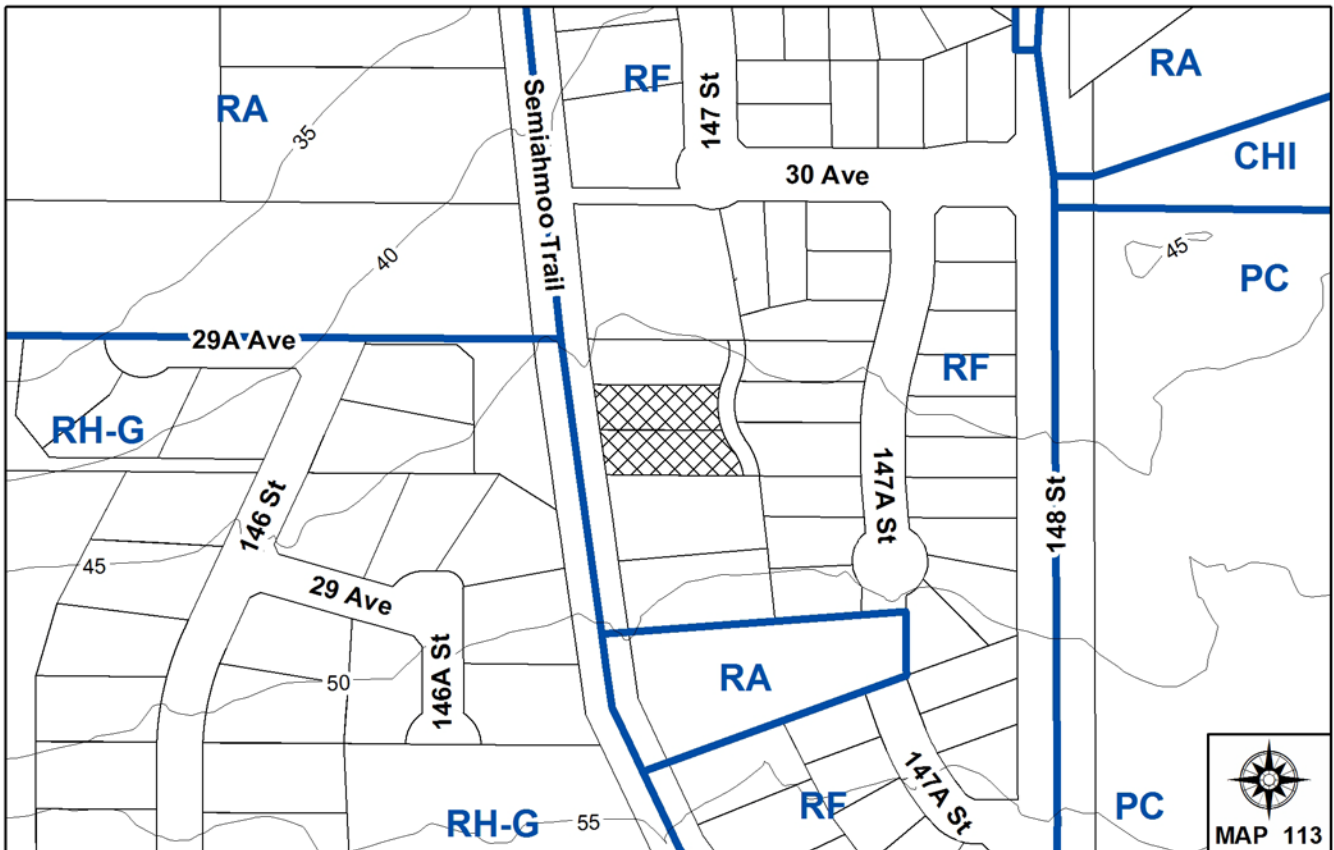 RA
35
Semiahmoo Trail
RF
147 St
RA
CHI
30 Ave
40
45
PC
29A Ave
RF
RH-G
146 St
147A St
148 St
45
29 Ave
146A St
50
RA
147A St
RF
PC
RH-G
55
MAP 113